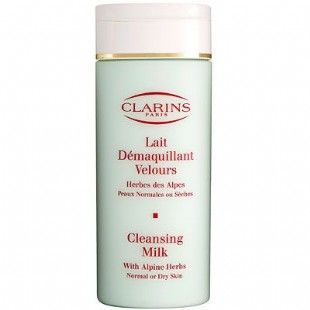 CLARINS
PARIS
Lait
Démaquillant
Velours
Herbes des Alpes
Peaux Normales ou Sèches
Cleansing
Milk
With Alpine Herbs
Normal or Dry Skin